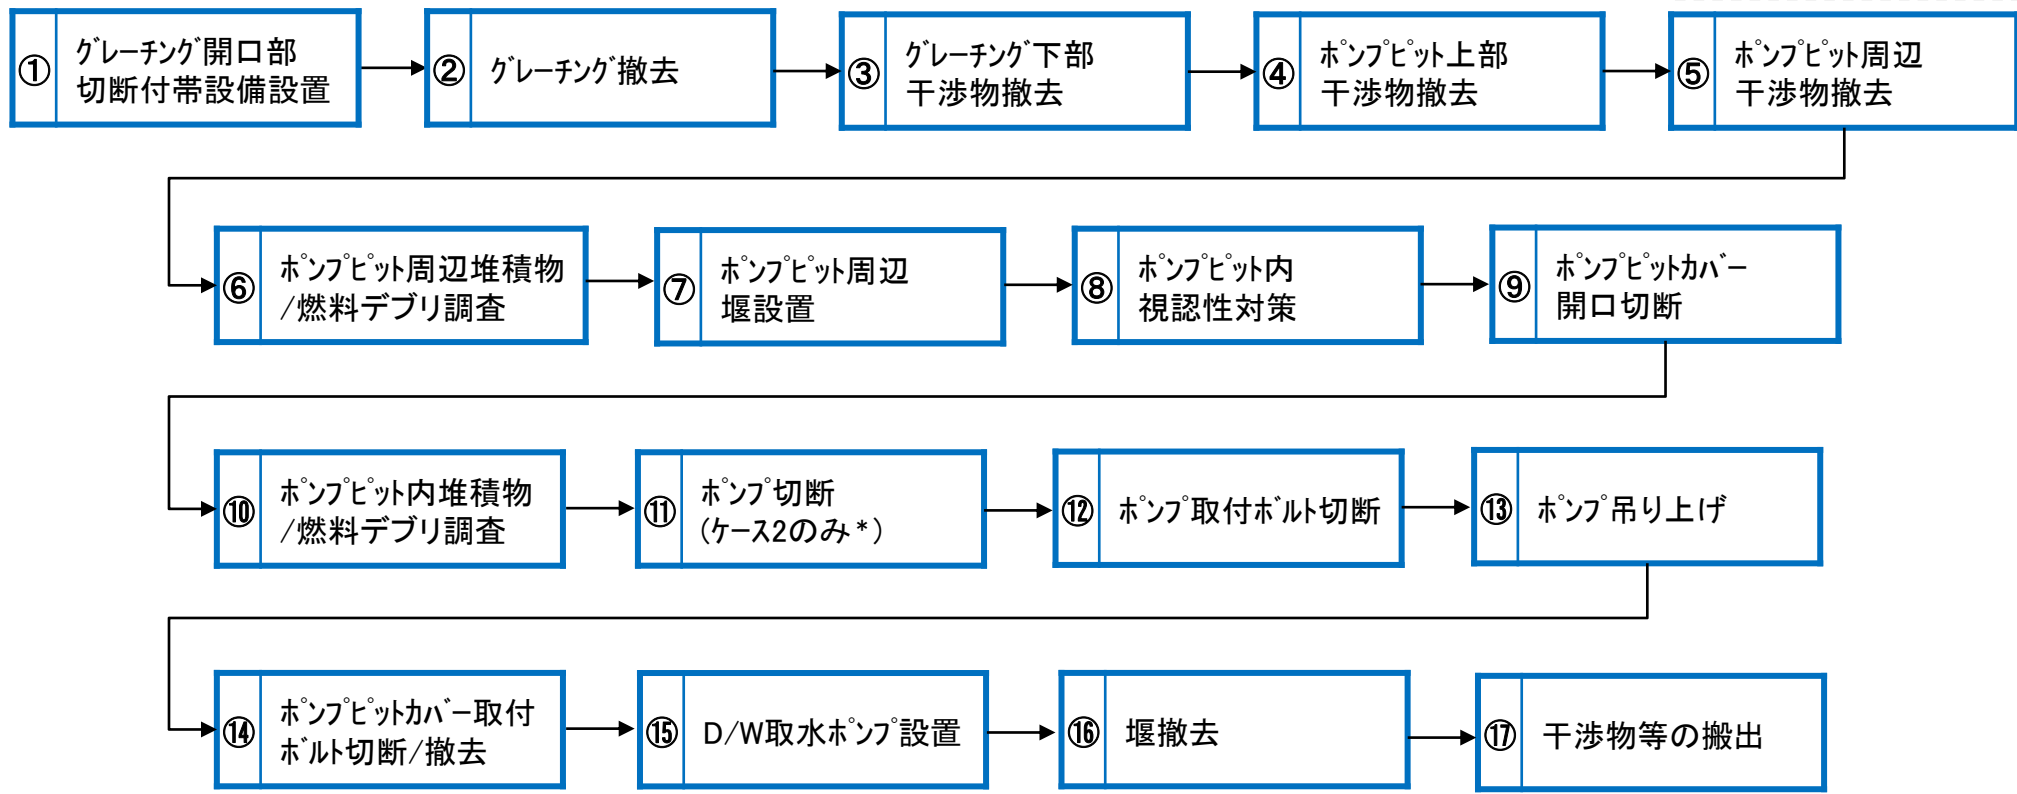 ①
ｸﾞﾚｰﾁﾝｸﾞ開口部
切断付帯設備設置
②
ｸﾞﾚｰﾁﾝｸﾞ撤去
③
ｸﾞﾚｰﾁﾝｸﾞ下部
干渉物撤去
④
ﾎﾟﾝﾌﾟﾋﾟｯﾄ上部
干渉物撤去
⑤
ﾎﾟﾝﾌﾟﾋﾟｯﾄ周辺
干渉物撤去
⑥
ﾎﾟﾝﾌﾟﾋﾟｯﾄ周辺堆積物
/燃料デブリ調査
⑦
ﾎﾟﾝﾌﾟﾋﾟｯﾄ周辺
堰設置
⑧
ﾎﾟﾝﾌﾟﾋﾟｯﾄ内
視認性対策
⑨
ﾎﾟﾝﾌﾟﾋﾟｯﾄｶﾊﾞｰ
開口切断
⑩
ﾎﾟﾝﾌﾟﾋﾟｯﾄ内堆積物
/燃料デブリ調査
⑪
ﾎﾟﾝﾌﾟ切断
(ｹｰｽ2のみ*)
⑫
ﾎﾟﾝﾌﾟ取付ﾎﾞﾙﾄ切断
⑬
ﾎﾟﾝﾌﾟ吊り上げ
⑭
ﾎﾟﾝﾌﾟﾋﾟｯﾄｶﾊﾞｰ取付
ﾎﾞﾙﾄ切断/撤去
⑮
D/W取水ﾎﾟﾝﾌﾟ設置
⑯
堰撤去
⑰
干渉物等の搬出